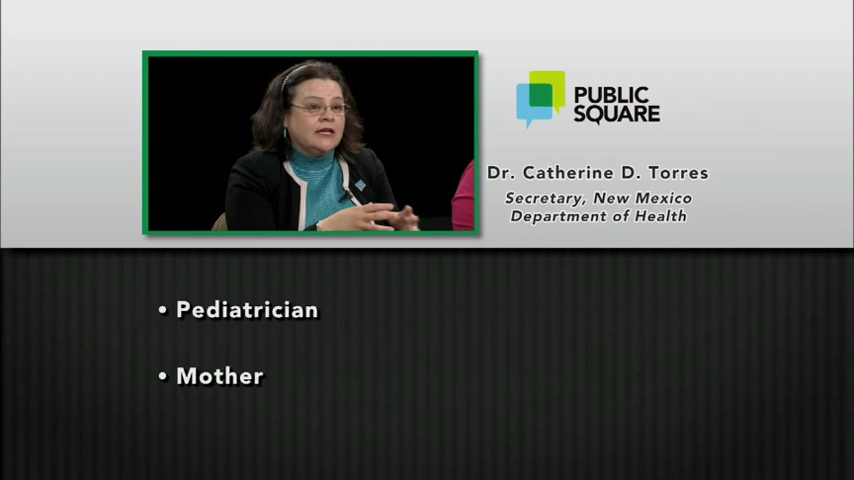 PUBLIC
SQUARE
Dr. Catherine D. Torres
Secretary, New Mexico
Department of Health
• Pediatrician
• Mother